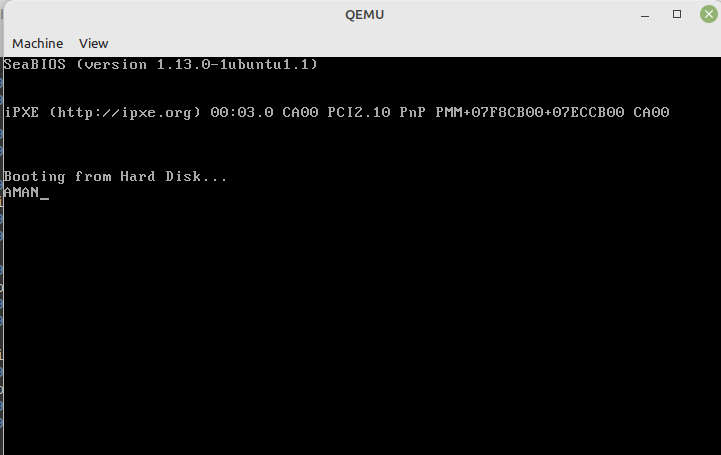 QEMU
Machine View
SeaBIOS (version 1.13.0-1ubuntu1.1)
iPXE (http://ipxe.org) 00:03.0 CA00 PCI2.10 PnP PMM+07F8CB00+07ECCB00 CA00
Booting from Hard Disk...
AMAN_